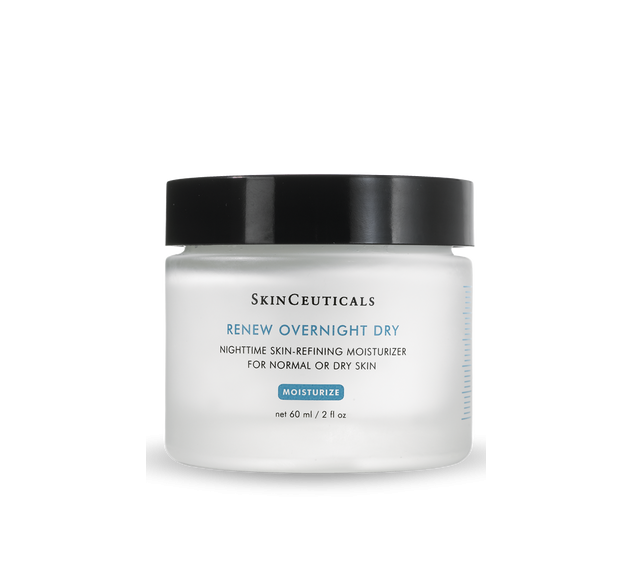 SKINCEUTICALS
RENEW OVERNIGHT DRY
NIGHTTIME SKIN-REFINING MOISTURIZER
FOR NORMAL OR DRY SKIN
MOISTURIZE
net 60 ml / 2 fl oz